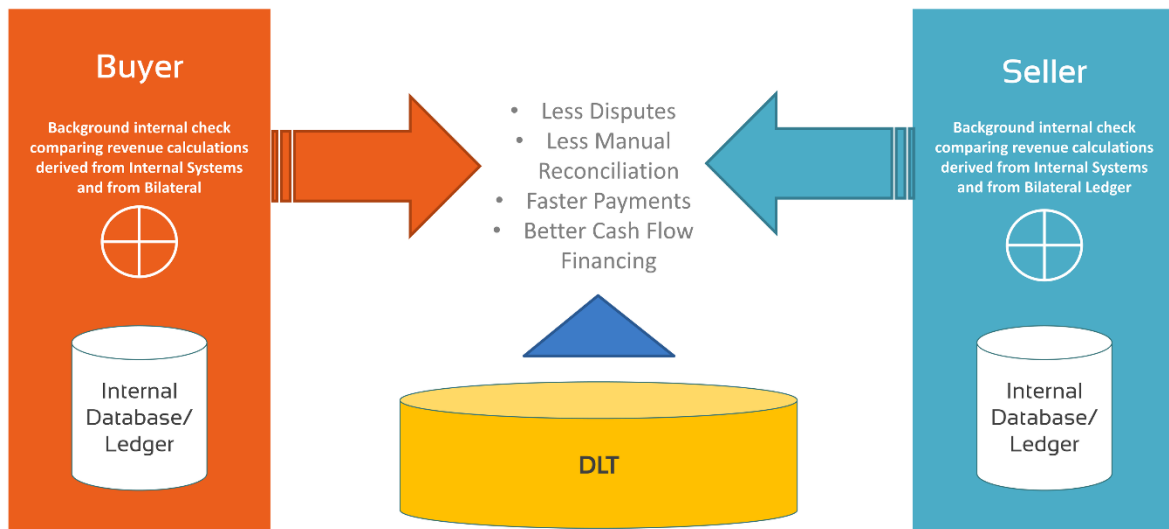 Buyer
Background internal check
comparing revenue calculations
derived from Internal Systems
and from Bilateral
Internal
Database/
Ledger
• Less Disputes
• Less Manual
Reconciliation
• Faster Payments
• Better Cash Flow
Financing
DLT
Seller
Background internal check
comparing revenue calculations
derived from Internal Systems
and from Bilateral Ledger
Internal
Database/
Ledger